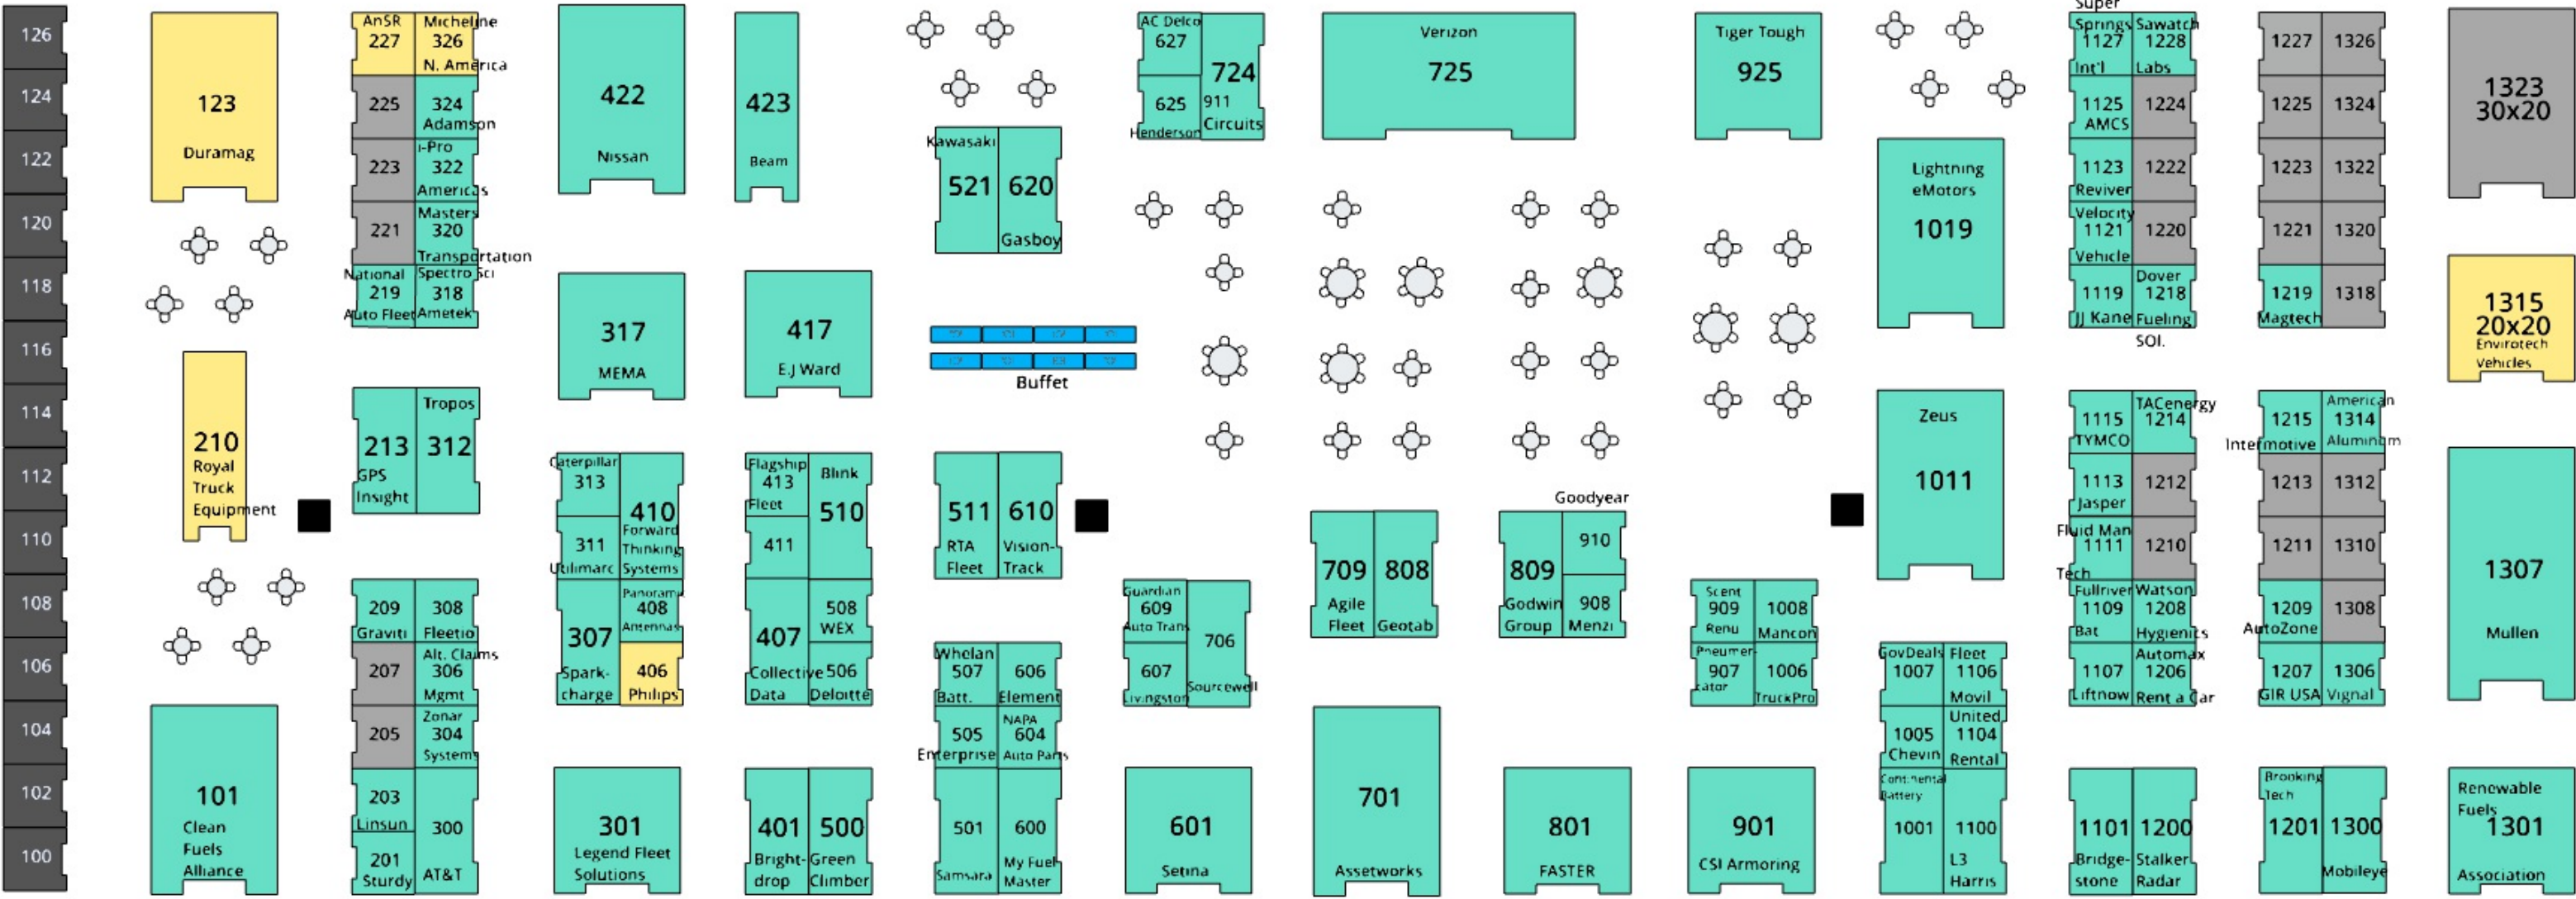 126
124
122
120
118
116
114
112
110
108
106
104
102
100
123
Duramag
210
Royal
Truck
Equipment
101
Clean
Fuels
Alliance
AnSR
227
Micheline
326
N. America
225
324
Adamson
223
i-Pro
322
Americas
221
Masters
320
Transportation
National
219
Auto Fleet
Spectro Sci
318
Ametek
213
GPS
Insight
Tropos
312
209
Graviti
308
Fleetio
207
Alt. Claims
306
Mgmt
205
Zonar
304
Systems
203
Linsun
201
Sturdy
300
AT&T
422
Nissan
317
MEMA
Caterpillar
313
311
Utilimarc
410
Forward
Thinking
Systems
307
Spark-
charge
Panorama
408
Antennas
406
Philips
301
Legend Fleet
Solutions
423
Beam
417
E.J Ward
Flagship
413
Fleet
411
Blink
510
407
Collective
Data
508
WEX
506
Deloitte
401
Bright-
drop
500
Green
Climber
Kawasaki
521
620
Gasboy
Buffet
511
RTA
Fleet
610
Vision-
Track
Whelan
507
Batt.
606
Element
505
Enterprise
NAPA
604
Auto Parts
501
Samsara
600
My Fuel
Master
AC Delco
627
625
Henderson
724
911
Circuits
Guardian
609
Auto Trans
607
Livingston
706
Sourcewell
601
Setina
Verizon
725
709
Agile
Fleet
808
Geotab
701
Assetworks
Goodyear
809
Godwin
Group
910
908
Menzi
801
FASTER
Tiger Tough
925
Scent
909
Renu
1008
Mancon
Pneumer-
907
cator
1006
TruckPro
901
CSI Armoring
Lightning
eMotors
1019
Zeus
1011
GovDeals
1007
Fleet
1106
Movil
1005
Chevin
United
1104
Rental
Continental
Battery
1001
1100
L3
Harris
Super
Springs
1127
Int'l
Sawatch
1228
Labs
1125
AMCS
1224
1123
Reviver
1222
Velocity
1121
Vehicle
1220
1119
JJ Kane
Dover
1218
Fueling
SOl.
1115
TYMCO
TACenergy
1214
1113
Jasper
1212
Fluid Man
1111
Tech
1210
Fullriver
1109
Bat
Watson
1208
Hygienics
1107
Liftnow
Automax
1206
Rent a Car
1101
Bridge-
stone
1200
Stalker
Radar
1227
1326
1225
1324
1223
1322
1221
1320
1219
Magtech
1318
1215
Intermotive
American
1314
Aluminum
1213
1312
1211
1310
1209
AutoZone
1308
1207
GIR USA
1306
Vignal
Brooking
Tech
1201
1300
Mobileye
1323
30x20
1315
20x20
Envirotech
Vehicles
1307
Mullen
Renewable
Fuels
1301
Association